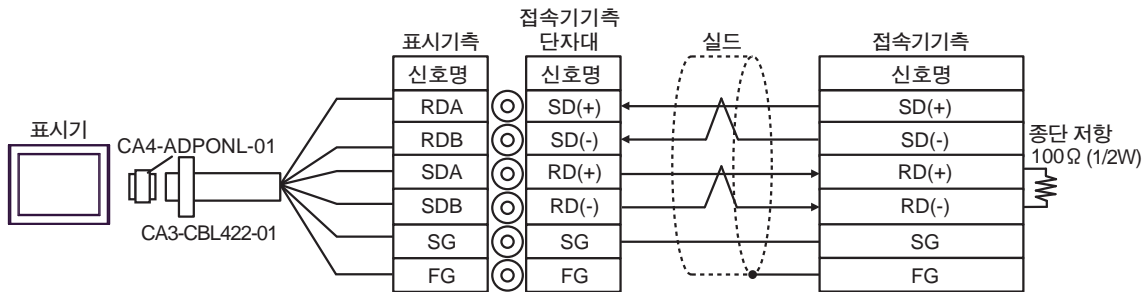 표시기
CA4-ADPONL-01
CA3-CBL422-01
표시기측
신호명
RDA
RDB
SDA
SDB
SG
FG
접속기기측
단자대
신호명
SD(+)
SD(-)
RD(+)
RD(-)
SG
FG
실드
접속기기측
신호명
SD(+)
SD(-)
RD(+)
RD(-)
SG
FG
종단 저항
100Ω (1/2W)